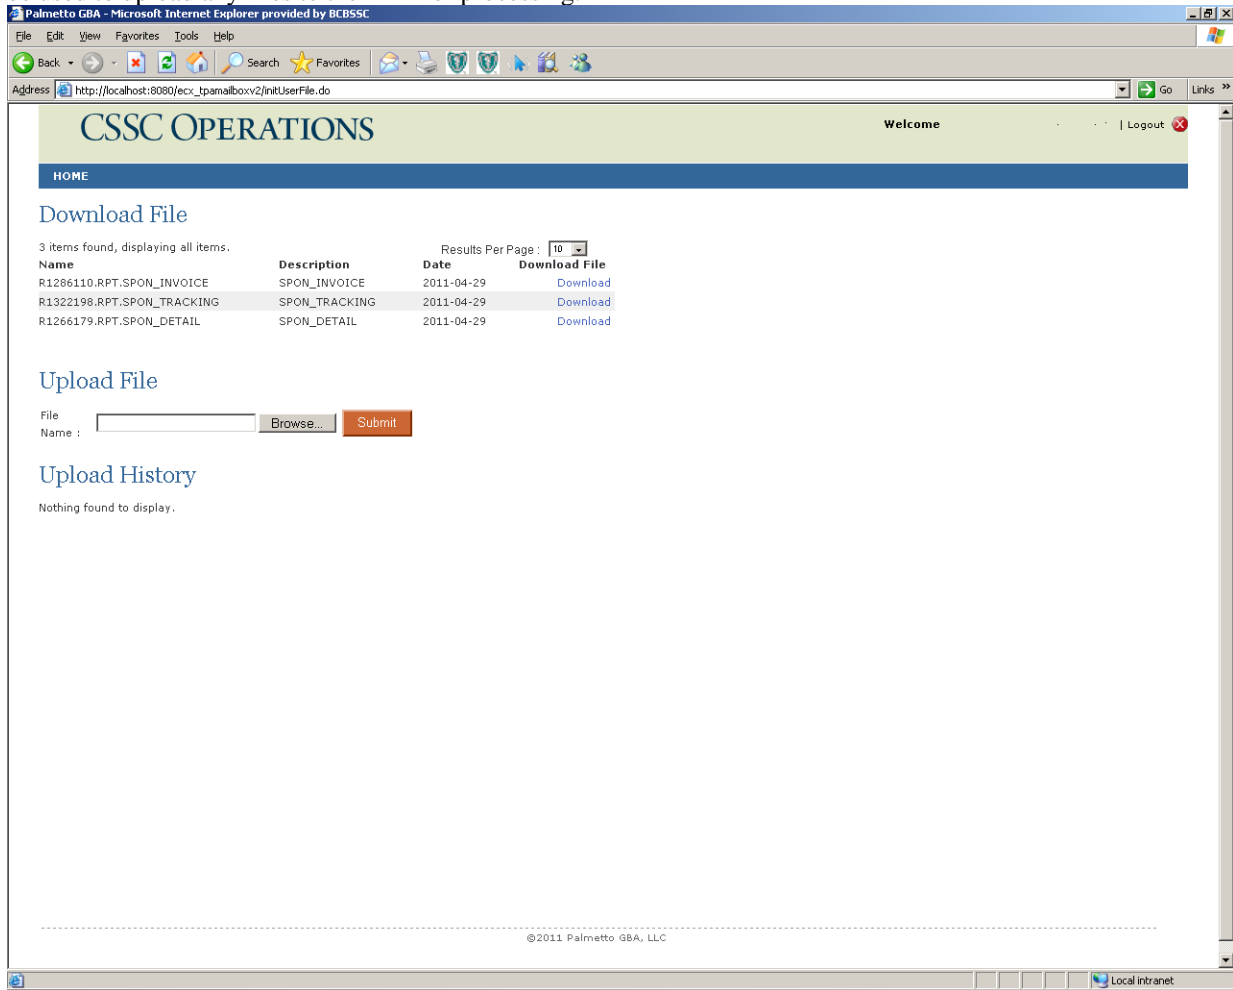 Palmetto GBA - Microsoft Internet Explorer provided by BCBSSC
File Edit View Favorites Tools Help
Back Search Favorites
Address http://localhost:8080/ecx_tpamailboxv2/initUserFile.do Go Links »
CSSC OPERATIONS
Welcome | Logout
HOME
Download File
3 items found, displaying all items. Results Per Page : 10
Name Description Date Download File
R1286110.RPT.SPON_INVOICE SPON_INVOICE 2011-04-29 Download
R1322198.RPT.SPON_TRACKING SPON_TRACKING 2011-04-29 Download
R1266179.RPT.SPON_DETAIL SPON_DETAIL 2011-04-29 Download
Upload File
File
Name : Browse... Submit
Upload History
Nothing found to display.
©2011 Palmetto GBA, LLC
Local intranet